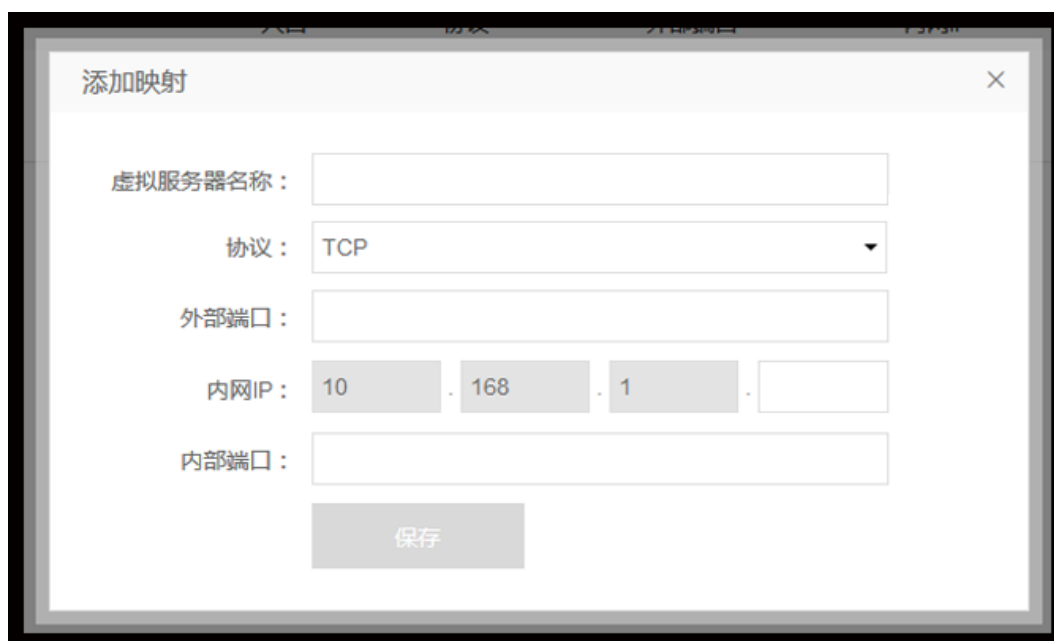 添加映射
虚拟服务器名称：
协议： TCP
外部端口：
内网IP： 10 . 168 . 1 .
内部端口：
保存